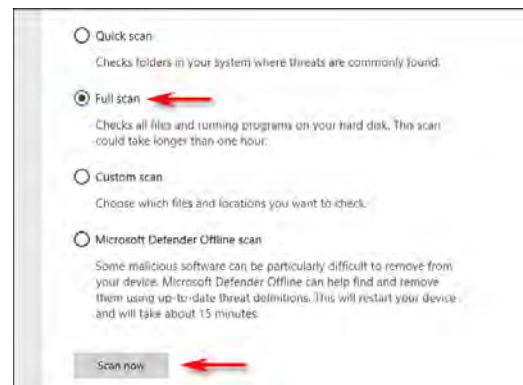 Quick scan
Checks folders in your system where threats are commonly found.
Full scan
Checks all files and running programs on your hard disk. This scan
could take longer than one hour.
Custom scan
Choose which files and locations you want to check.
Microsoft Defender Offline scan
Some malicious software can be particularly difficult to remove from
your device. Microsoft Defender Offline can help find and remove
them using up-to-date threat definitions. This will restart your device
and will take about 15 minutes.
Scan now